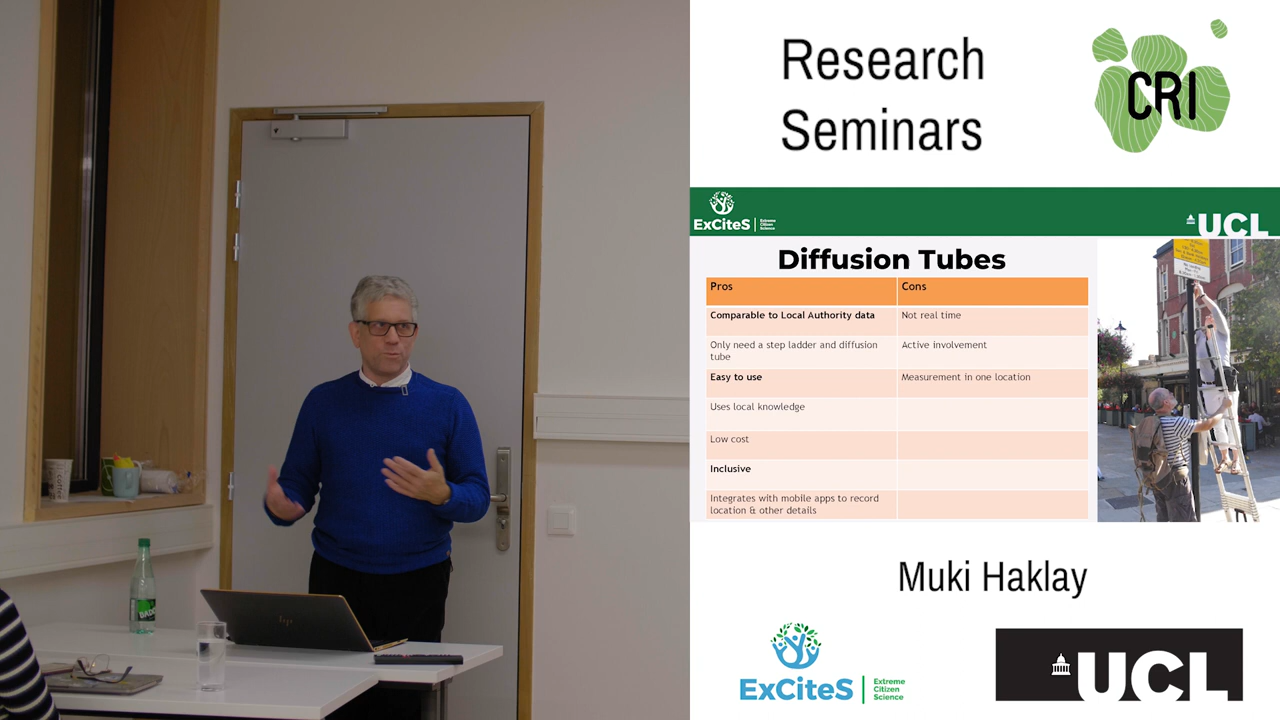 Research
Seminars
CRI
ExCiteS
Extreme
Citizen
Science
UCL
Diffusion Tubes
Pros
Cons
Comparable to Local Authority data
Not real time
Only need a step ladder and diffusion
tube
Active involvement
Easy to use
Measurement in one location
Uses local knowledge
Low cost
Inclusive
Integrates with mobile apps to record
location & other details
Muki Haklay
ExCiteS
Extreme
Citizen
Science
UCL
hp